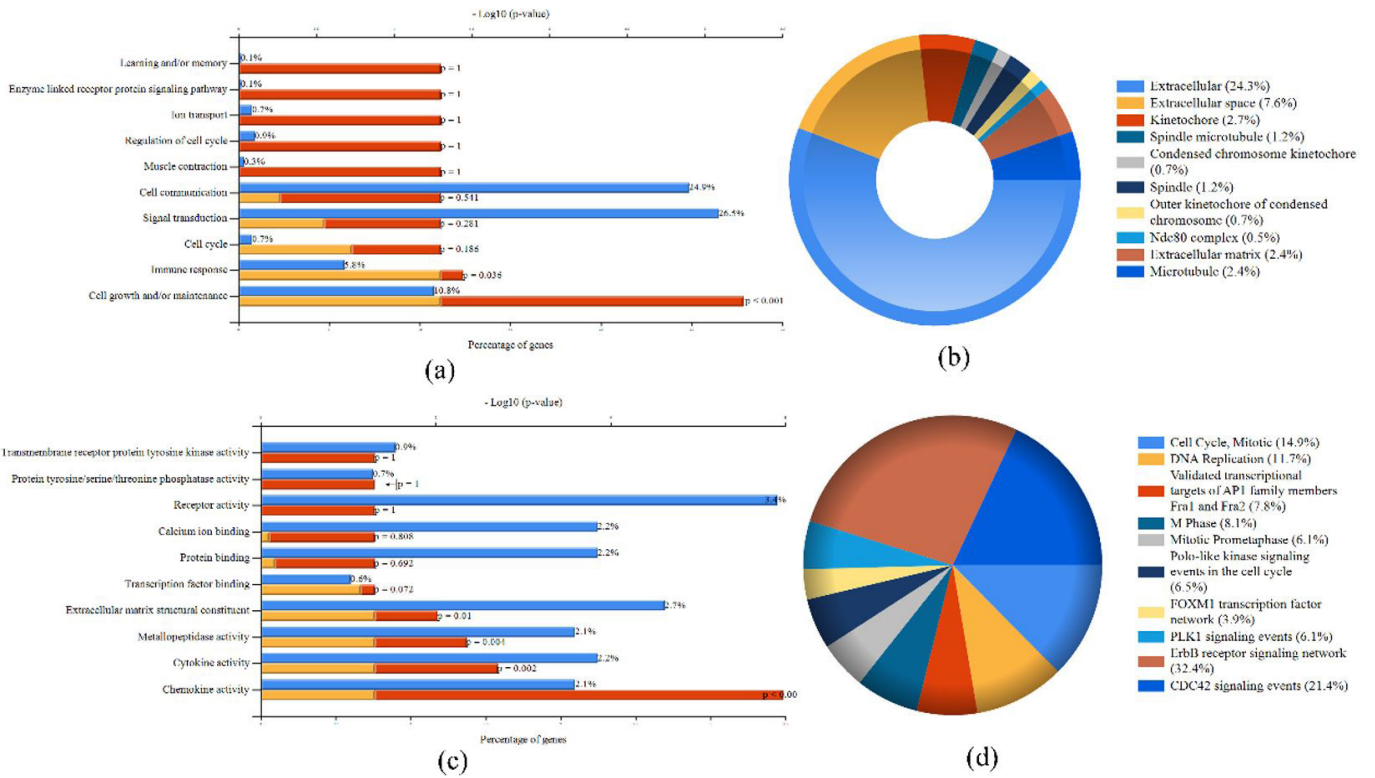 - Log10 (p-value)
Learning and/or memory
0.1%
p = 1
Enzyme linked receptor protein signaling pathway
0.1%
p = 1
Ion transport
0.7%
p = 1
Regulation of cell cycle
0.9%
p = 1
Muscle contraction
0.3%
p = 1
Cell communication
24.9%
p = 0.541
Signal transduction
26.5%
p = 0.281
Cell cycle
0.7%
p = 0.186
Immune response
5.8%
p = 0.036
Cell growth and/or maintenance
10.8%
p < 0.001
Percentage of genes
(a)
Extracellular (24.3%)
Extracellular space (7.6%)
Kinetochore (2.7%)
Spindle microtubule (1.2%)
Condensed chromosome kinetochore
(0.7%)
Spindle (1.2%)
Outer kinetochore of condensed
chromosome (0.7%)
Ndc80 complex (0.5%)
Extracellular matrix (2.4%)
Microtubule (2.4%)
(b)
- Log10 (p-value)
Transmembrane receptor protein tyrosine kinase activity
0.9%
p = 1
Protein tyrosine/serine/threonine phosphatase activity
0.7%
p = 1
Receptor activity
3.4%
p = 1
Calcium ion binding
2.2%
p = 0.808
Protein binding
2.2%
p = 0.692
Transcription factor binding
0.6%
p = 0.072
Extracellular matrix structural constituent
2.7%
p = 0.01
Metallopeptidase activity
2.1%
p = 0.004
Cytokine activity
2.2%
p = 0.002
Chemokine activity
2.1%
p < 0.00
Percentage of genes
(c)
Cell Cycle, Mitotic (14.9%)
DNA Replication (11.7%)
Validated transcriptional
targets of AP1 family members
Fra1 and Fra2 (7.8%)
M Phase (8.1%)
Mitotic Prometaphase (6.1%)
Polo-like kinase signaling
events in the cell cycle
(6.5%)
FOXM1 transcription factor
network (3.9%)
PLK1 signaling events (6.1%)
ErbB receptor signaling network
(32.4%)
CDC42 signaling events (21.4%)
(d)